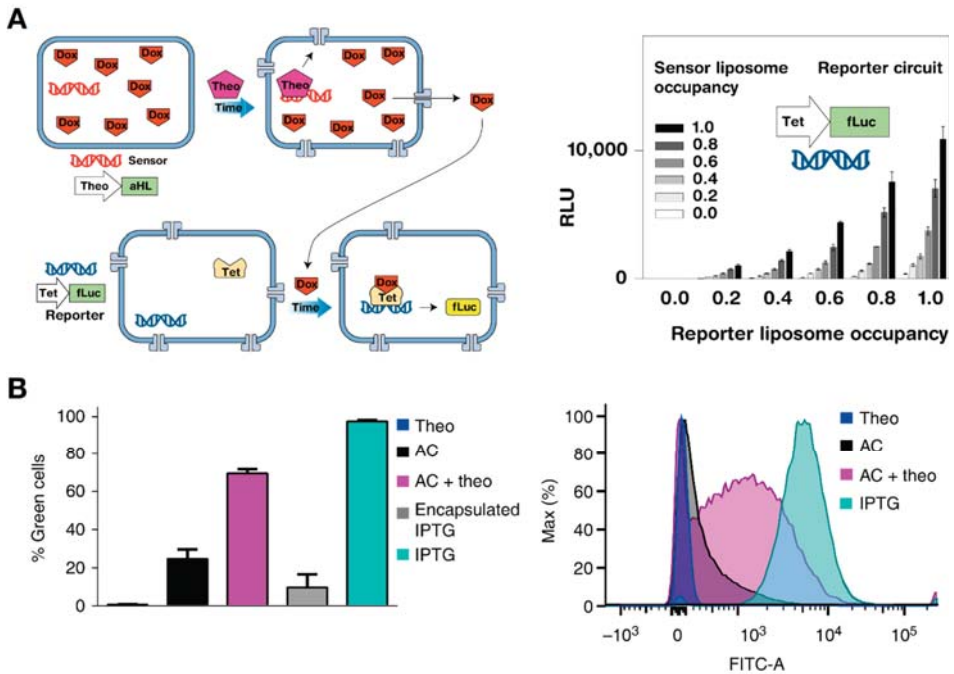 A
Dox
Dox
Dox
Dox
Dox
Dox
Dox
Dox
Theo
Time
Theo
Dox
Dox
Dox
Dox
Dox
Dox
Dox
Dox
Sensor
Theo
aHL
Tet
fLuc
Reporter
Tet
Dox
Time
Dox
Tet
fLuc
Sensor liposome
occupancy
1.0
0.8
0.6
0.4
0.2
0.0
Reporter circuit
Tet
fLuc
10,000
0
RLU
0.0 0.2 0.4 0.6 0.8 1.0
Reporter liposome occupancy
B
100
80
60
40
20
0
% Green cells
Theo
AC
AC + theo
Encapsulated
IPTG
IPTG
100
80
60
40
20
0
Max (%)
−10³ 0 10³ 10⁴ 10⁵
FITC-A
Theo
AC
AC + theo
IPTG